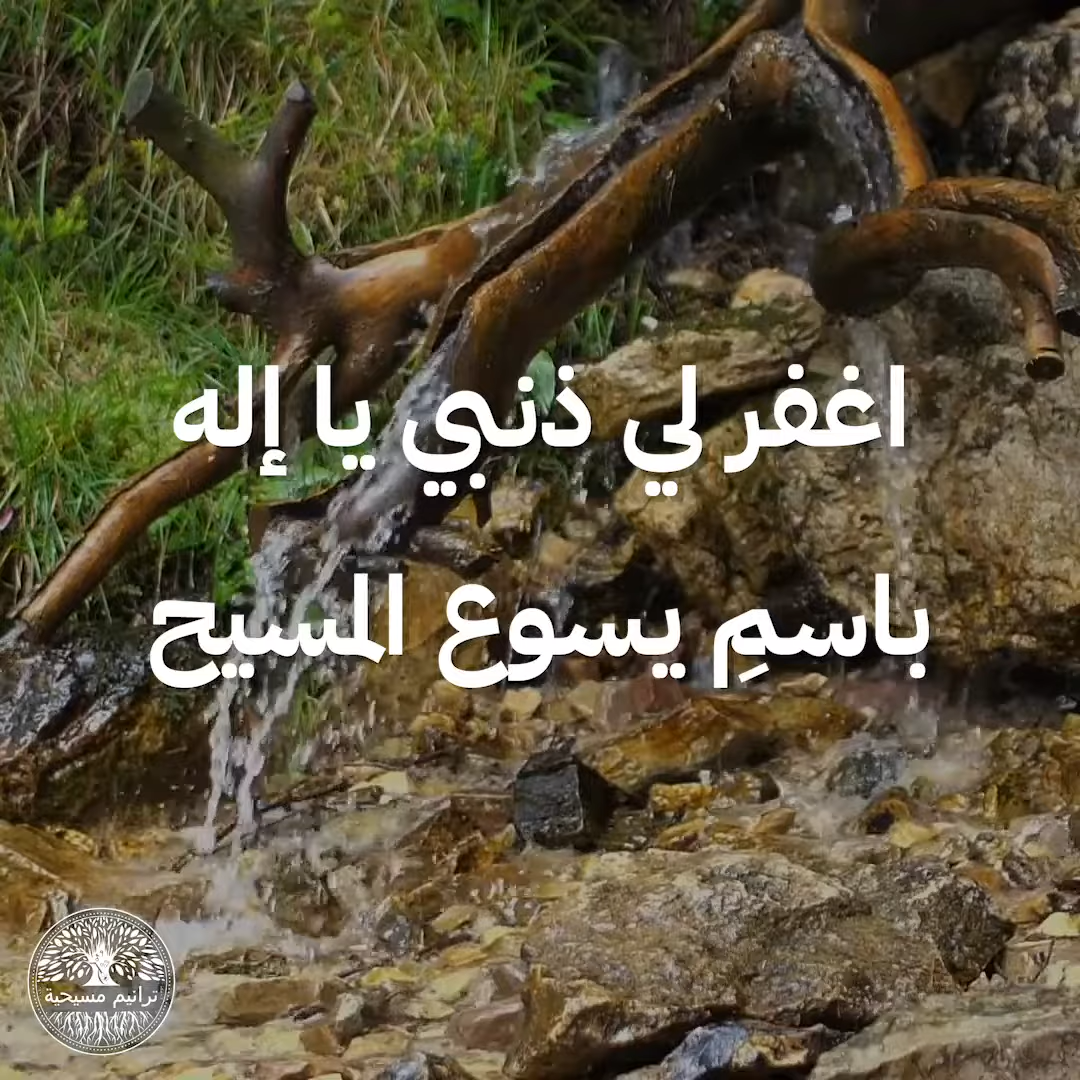 اغفر لي ذنبي يا إله
باسمِ يسوع المسيح
ترانيم مسيحية